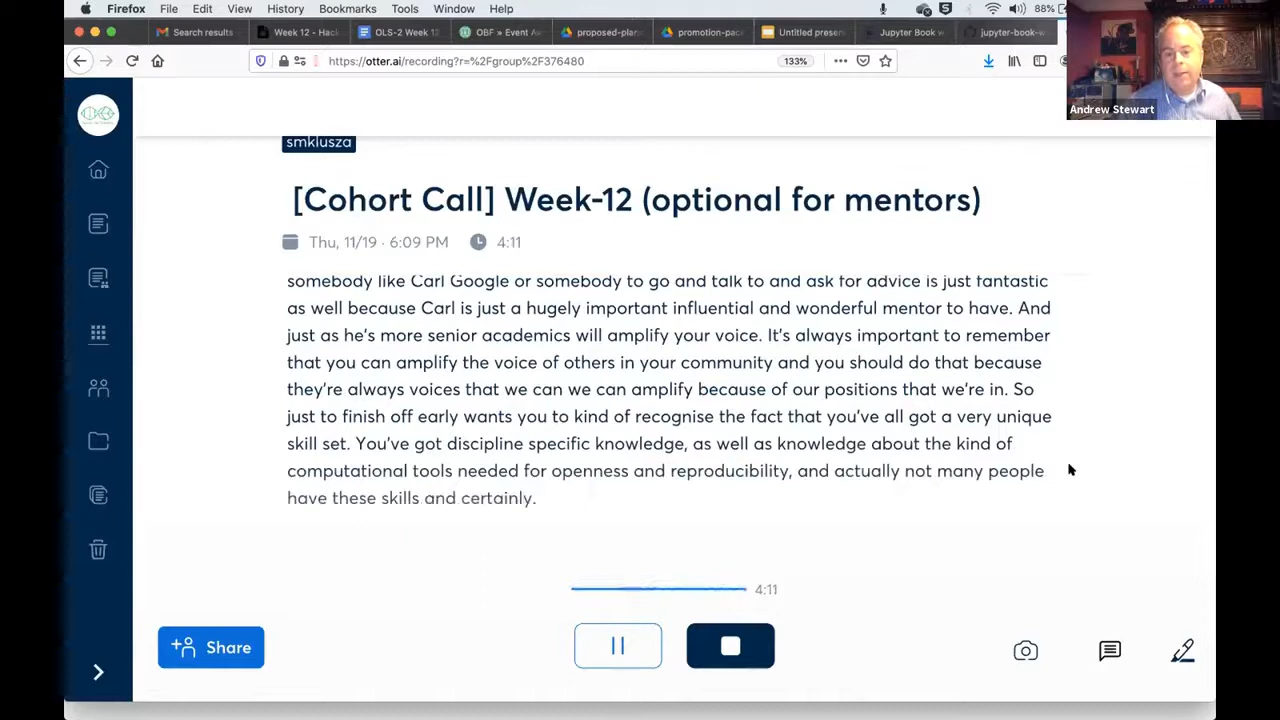 Firefox File Edit View History Bookmarks Tools Window Help
88%
Search results
Week 12 - Hac
OLS-2 Week 12
OBF » Event Aw
proposed-plan
promotion-pac
Untitled prese
Jupyter Book w
jupyter-book-w
https://otter.ai/recording?r=%2Fgroup%2F376480
133%
Andrew Stewart
smklusza
[Cohort Call] Week-12 (optional for mentors)
Thu, 11/19 · 6:09 PM 4:11
somebody like Carl Google or somebody to go and talk to and ask for advice is just fantastic
as well because Carl is just a hugely important influential and wonderful mentor to have. And
just as he's more senior academics will amplify your voice. It's always important to remember
that you can amplify the voice of others in your community and you should do that because
they're always voices that we can we can amplify because of our positions that we're in. So
just to finish off early wants you to kind of recognise the fact that you've all got a very unique
skill set. You've got discipline specific knowledge, as well as knowledge about the kind of
computational tools needed for openness and reproducibility, and actually not many people
have these skills and certainly.
4:11
Share